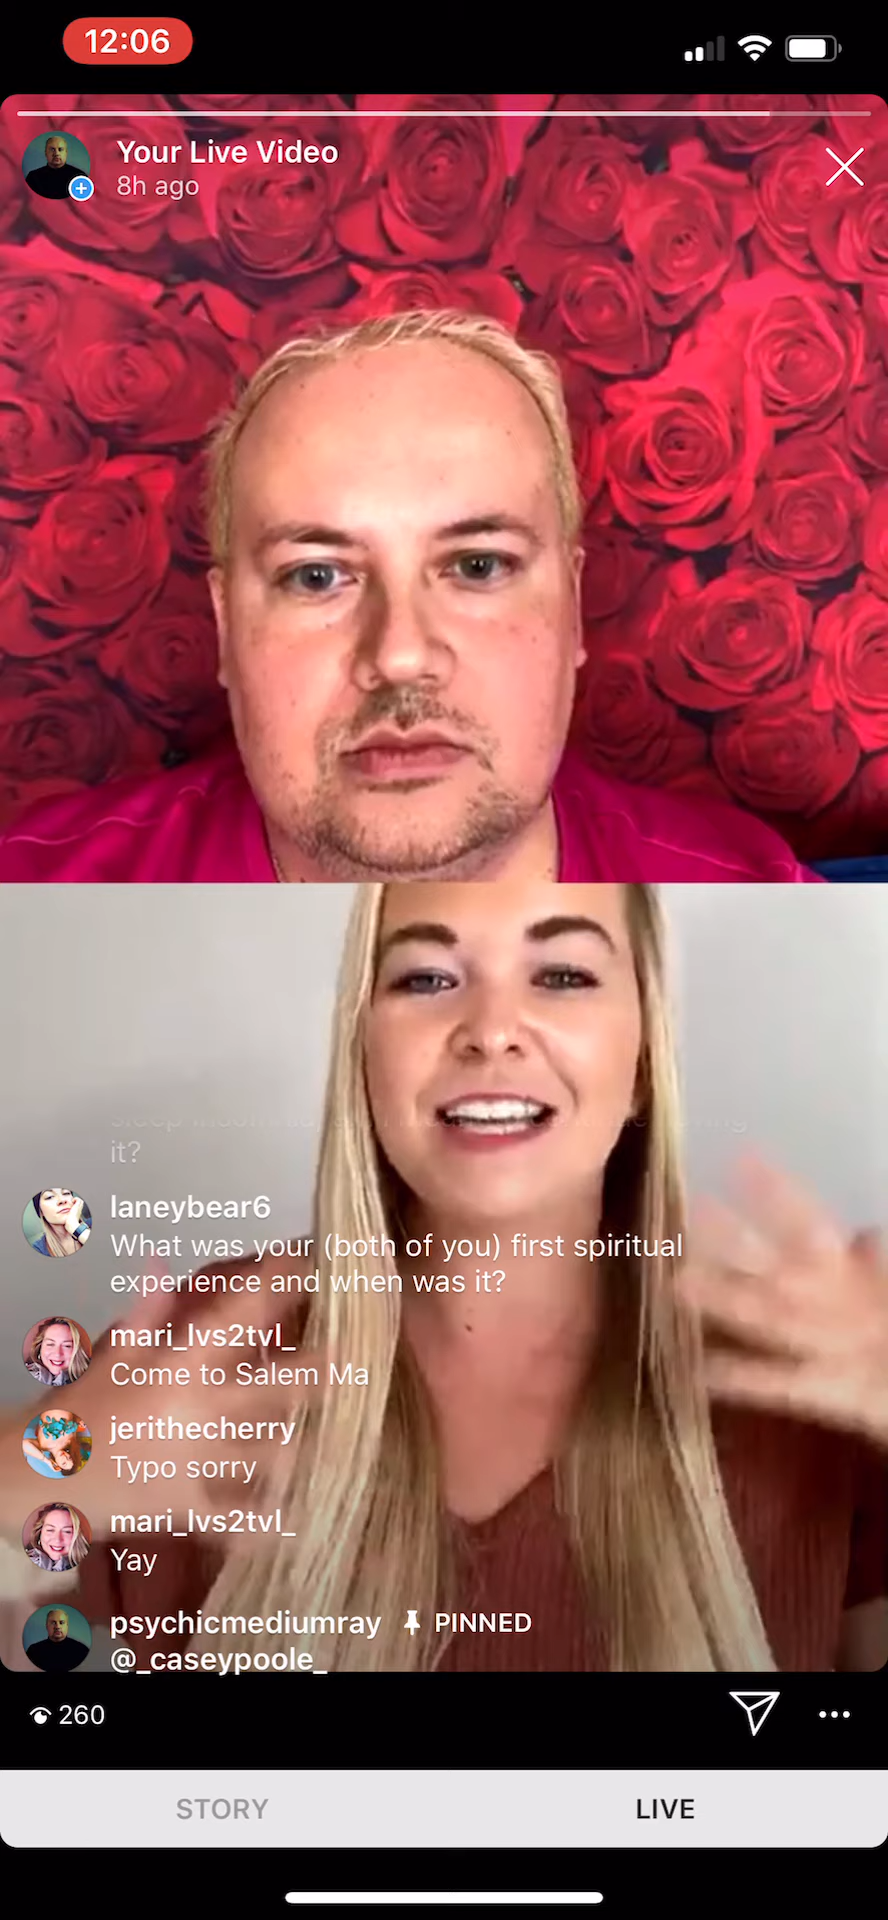 12:06
Your Live Video
8h ago
it?
laneybear6
What was your (both of you) first spiritual
experience and when was it?
mari_lvs2tvl_
Come to Salem Ma
jerithecherry
Typo sorry
mari_lvs2tvl_
Yay
psychicmediumray PINNED
@_caseypoole_
260
STORY
LIVE